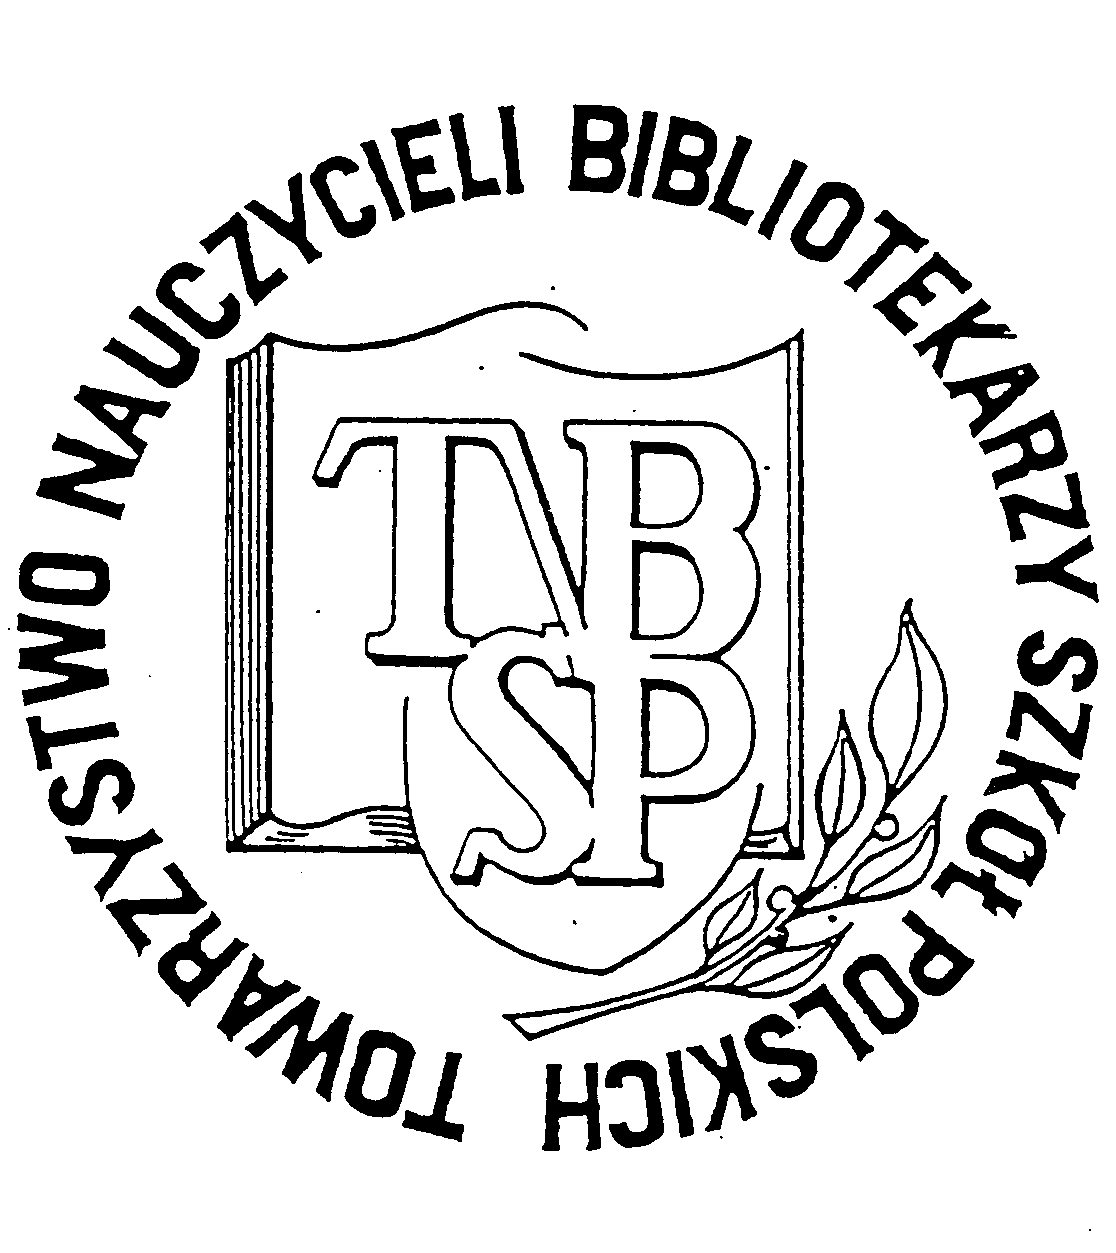 TOWARZYSTWO NAUCZYCIELI BIBLIOTEKARZY SZKÓŁ POLSKICH
TNB
SP